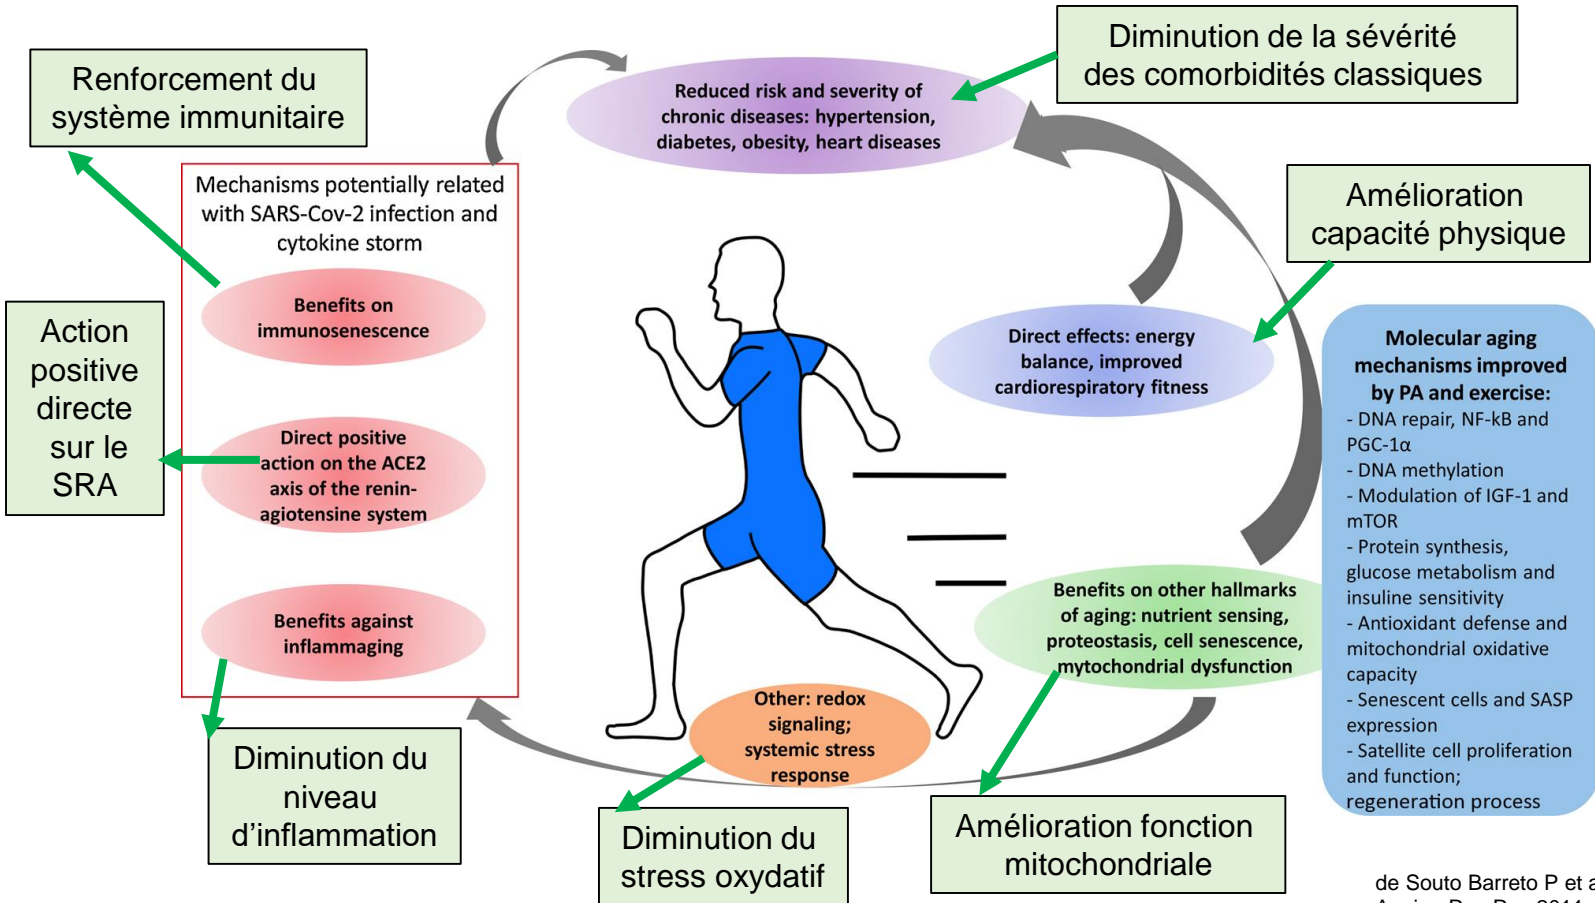 Renforcement du
système immunitaire
Diminution de la sévérité
des comorbidités classiques
Reduced risk and severity of
chronic diseases: hypertension,
diabetes, obesity, heart diseases
Mechanisms potentially related
with SARS-Cov-2 infection and
cytokine storm
Amélioration
capacité physique
Benefits on
immunosenescence
Action
positive
directe
sur le
SRA
Direct positive
action on the ACE2
axis of the renin-
agiotensine system
Benefits against
inflammaging
Direct effects: energy
balance, improved
cardiorespiratory fitness
Molecular aging
mechanisms improved
by PA and exercise:
- DNA repair, NF-kB and
PGC-1α
- DNA methylation
- Modulation of IGF-1 and
mTOR
- Protein synthesis,
glucose metabolism and
insuline sensitivity
- Antioxidant defense and
mitochondrial oxidative
capacity
- Senescent cells and SASP
expression
- Satellite cell proliferation
and function;
regeneration process
Benefits on other hallmarks
of aging: nutrient sensing,
proteostasis, cell senescence,
mytochondrial dysfunction
Other: redox
signaling;
systemic stress
response
Diminution du
niveau
d'inflammation
Diminution du
stress oxydatif
Amélioration fonction
mitochondriale
de Souto Barreto P et